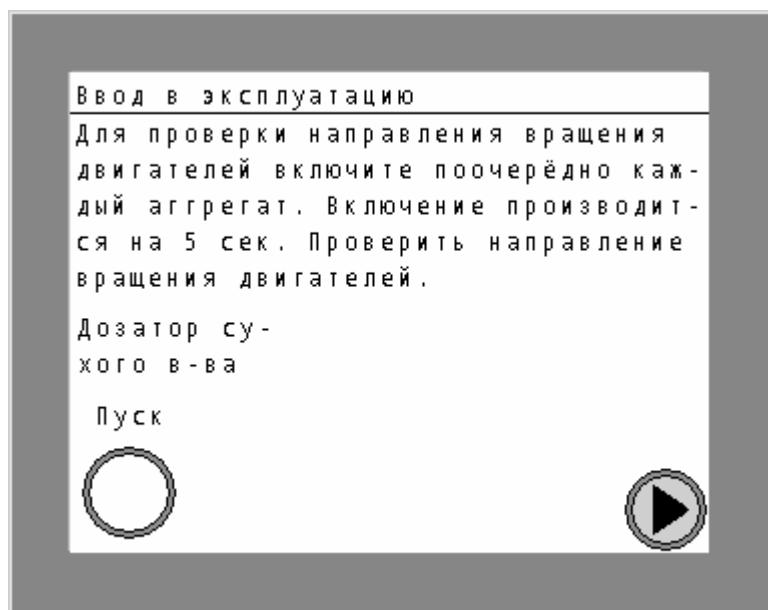 Ввод в эксплуатацию
Для проверки направления вращения
двигателей включите поочерёдно каж-
дый аггрегат. Включение производит-
ся на 5 сек. Проверить направление
вращения двигателей.
Дозатор су-
хого в-ва
Пуск